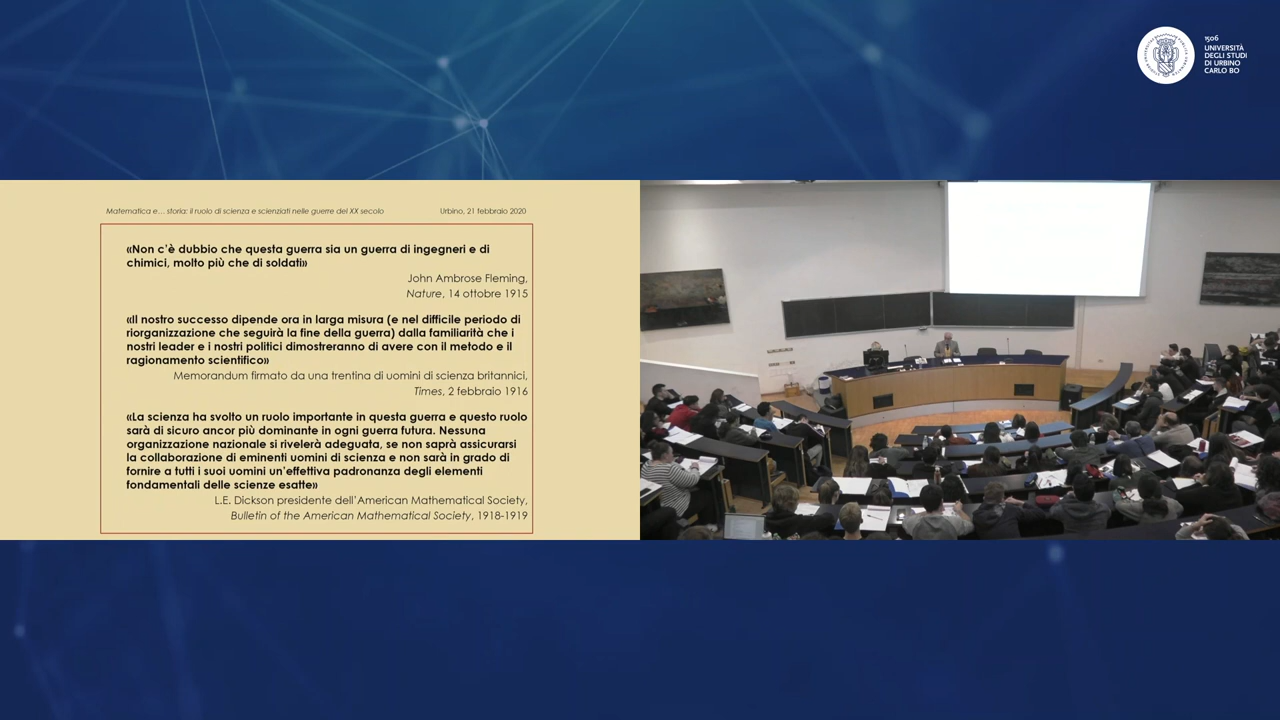 1506
UNIVERSITÀ
DEGLI STUDI
DI URBINO
CARLO BO
Matematica e... storia: il ruolo di scienza e scienziati nelle guerre del XX secolo
Urbino, 21 febbraio 2020
«Non c'è dubbio che questa guerra sia un guerra di ingegneri e di
chimici, molto più che di soldati»
John Ambrose Fleming,
Nature, 14 ottobre 1915
«Il nostro successo dipende ora in larga misura (e nel difficile periodo di
riorganizzazione che seguirà la fine della guerra) dalla familiarità che i
nostri leader e i nostri politici dimostreranno di avere con il metodo e il
ragionamento scientifico»
Memorandum firmato da una trentina di uomini di scienza britannici,
Times, 2 febbraio 1916
«La scienza ha svolto un ruolo importante in questa guerra e questo ruolo
sarà di sicuro ancor più dominante in ogni guerra futura. Nessuna
organizzazione nazionale si rivelerà adeguata, se non saprà assicurarsi
la collaborazione di eminenti uomini di scienza e non sarà in grado di
fornire a tutti i suoi uomini un'effettiva padronanza degli elementi
fondamentali delle scienze esatte»
L.E. Dickson presidente dell'American Mathematical Society,
Bulletin of the American Mathematical Society, 1918-1919